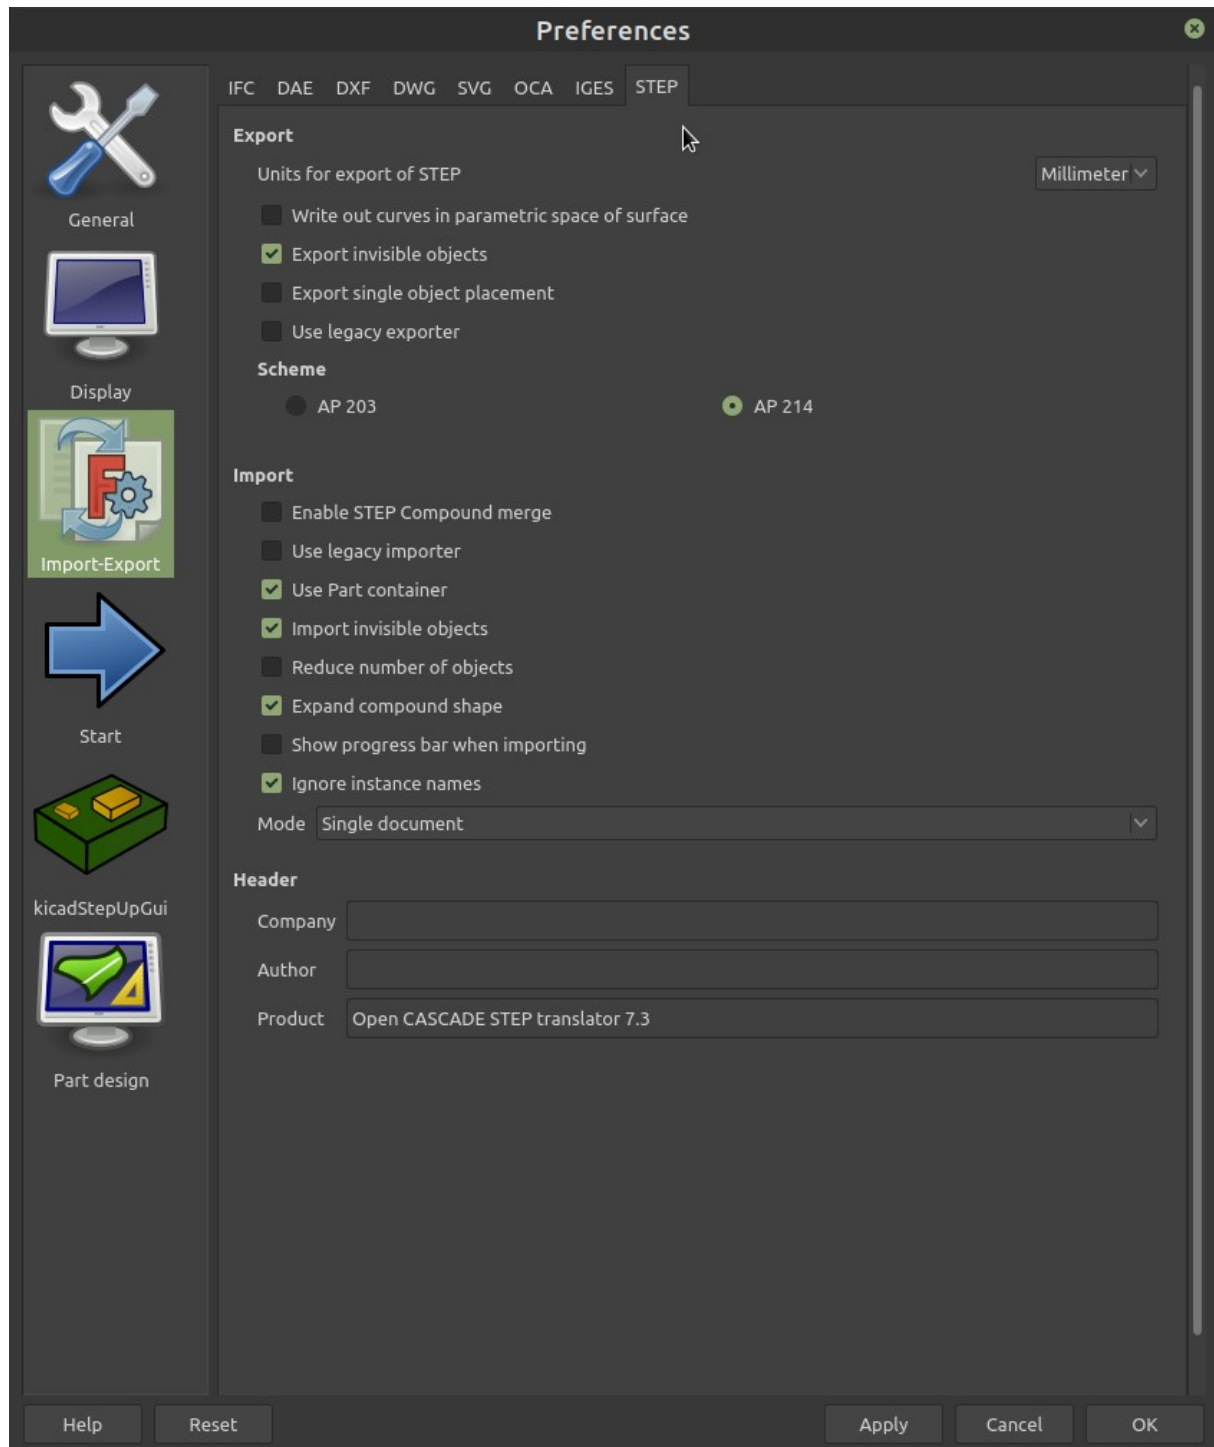 Preferences
General
Display
Import-Export
Start
kicadStepUpGui
Part design
IFC DAE DXF DWG SVG OCA IGES STEP
Export
Units for export of STEP Millimeter
Write out curves in parametric space of surface
Export invisible objects
Export single object placement
Use legacy exporter
Scheme
AP 203 AP 214
Import
Enable STEP Compound merge
Use legacy importer
Use Part container
Import invisible objects
Reduce number of objects
Expand compound shape
Show progress bar when importing
Ignore instance names
Mode Single document
Header
Company
Author
Product Open CASCADE STEP translator 7.3
Help Reset Apply Cancel OK